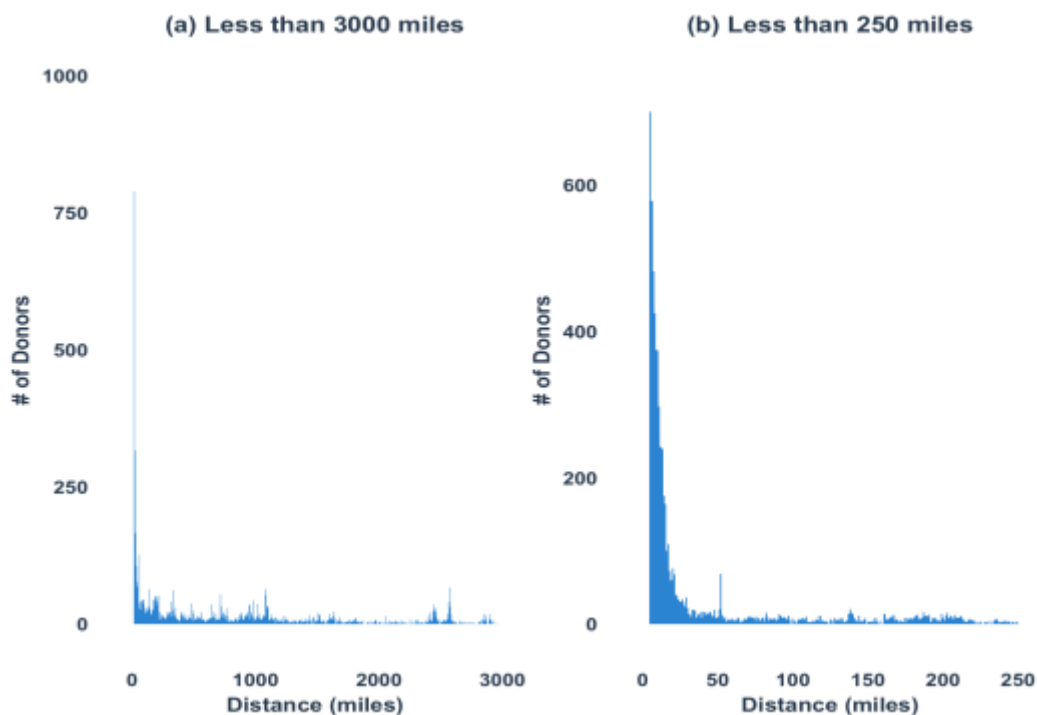 (a) Less than 3000 miles
1000
750
500
250
0
# of Donors
0 1000 2000 3000
Distance (miles)
(b) Less than 250 miles
600
400
200
0
# of Donors
0 50 100 150 200 250
Distance (miles)